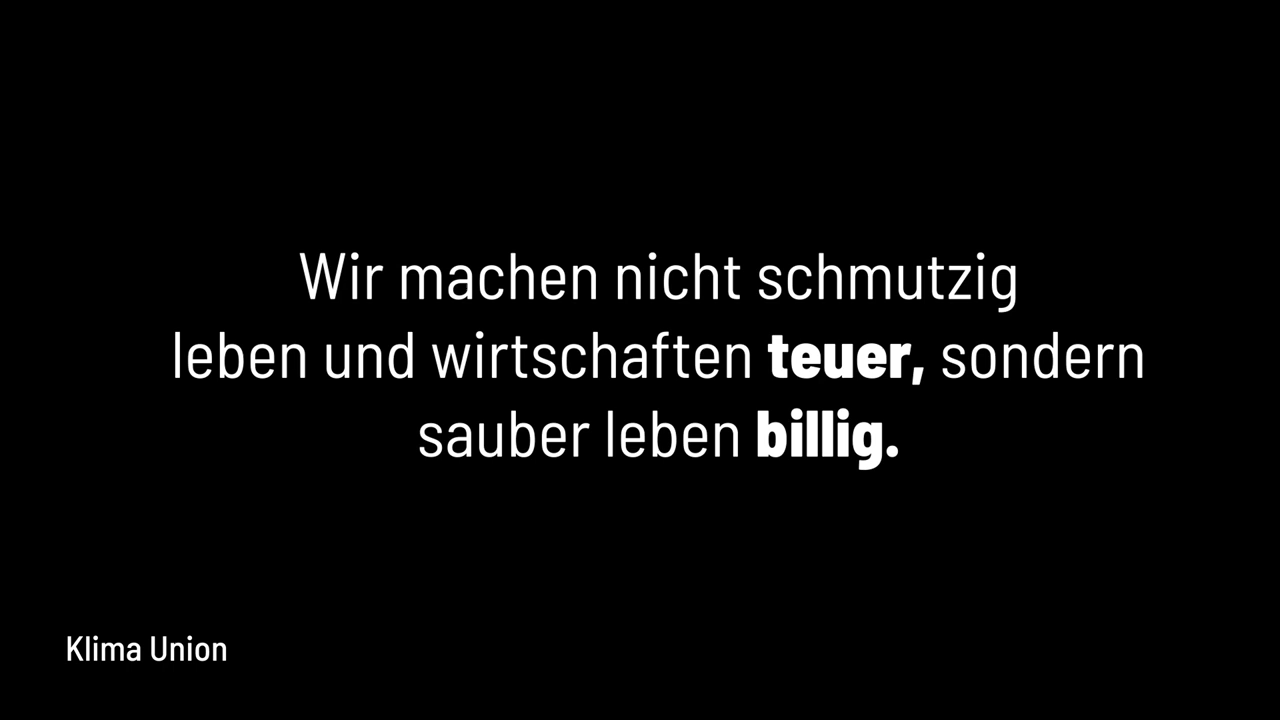 Wir machen nicht schmutzig
leben und wirtschaften teuer, sondern
sauber leben billig.
Klima Union